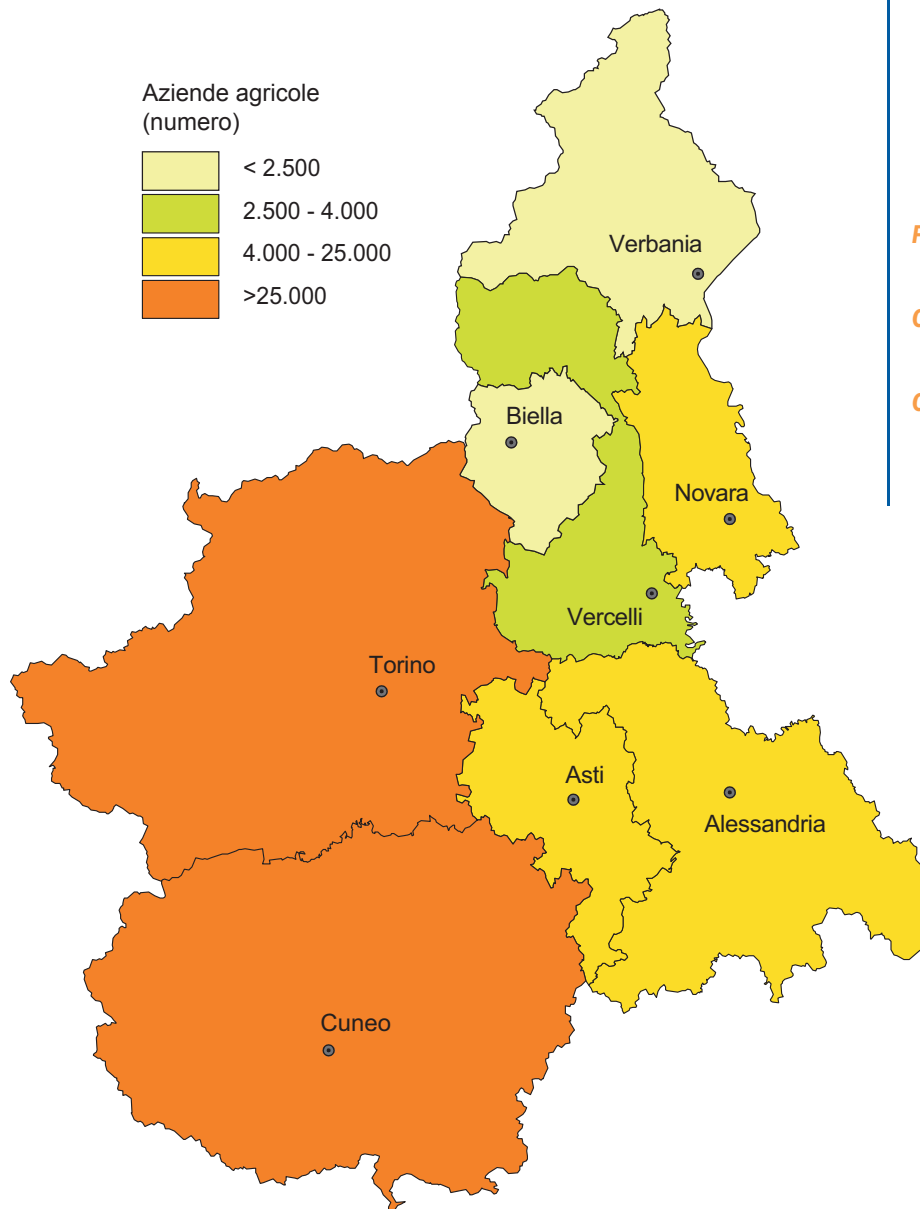 Aziende agricole
(numero)
< 2.500
2.500 - 4.000
4.000 - 25.000
>25.000
Verbania
Biella
Novara
Vercelli
Torino
Asti
Alessandria
Cuneo